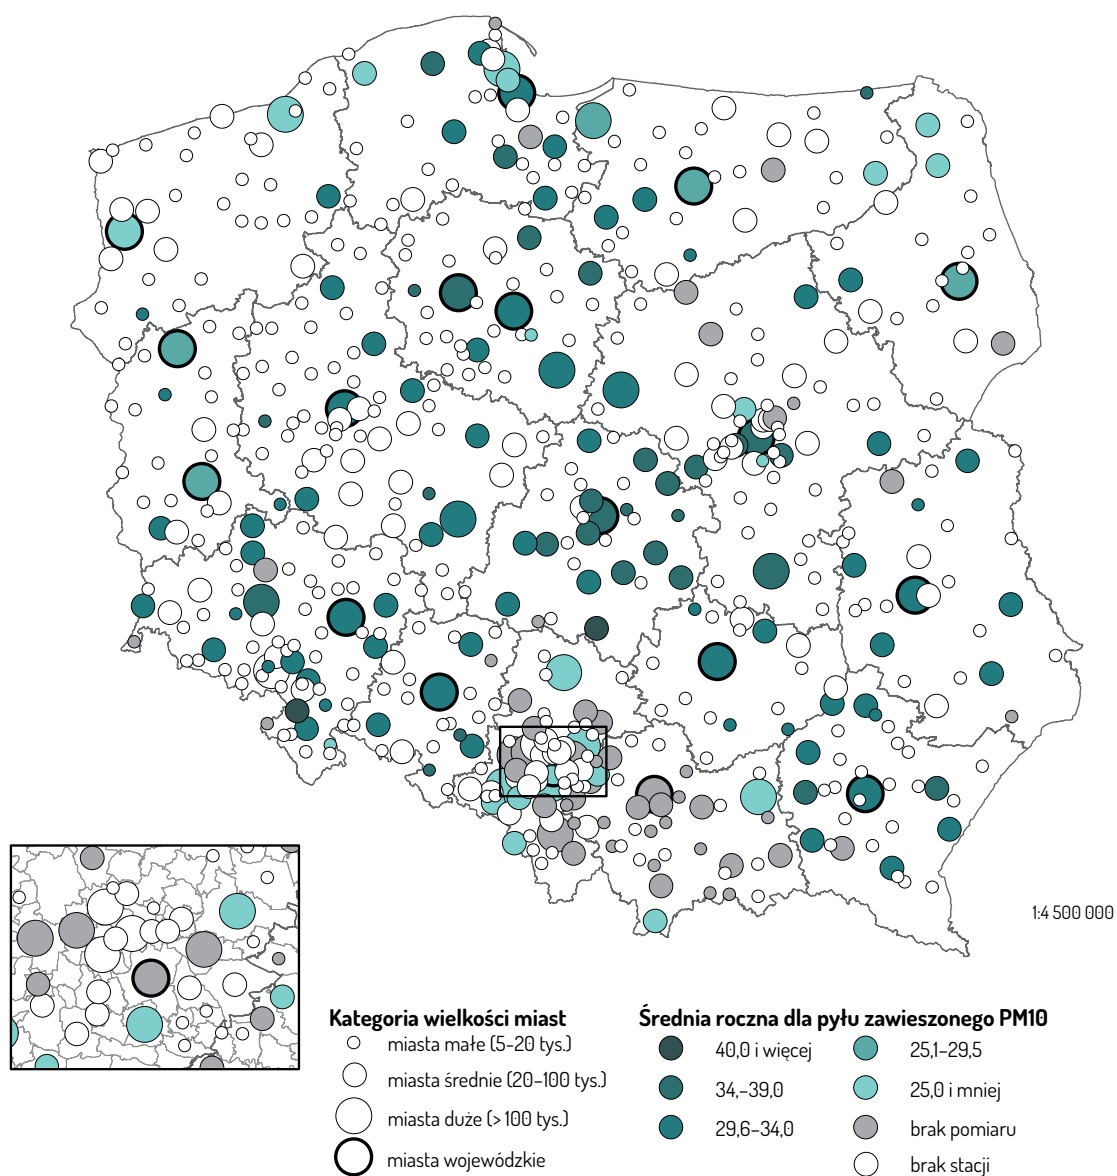 1:4 500 000
Kategoria wielkości miast
miasta małe (5-20 tys.)
miasta średnie (20-100 tys.)
miasta duże (> 100 tys.)
miasta wojewódzkie
Średnia roczna dla pyłu zawieszonego PM10
40,0 i więcej
34,-39,0
29,6-34,0
25,1-29,5
25,0 i mniej
brak pomiaru
brak stacji